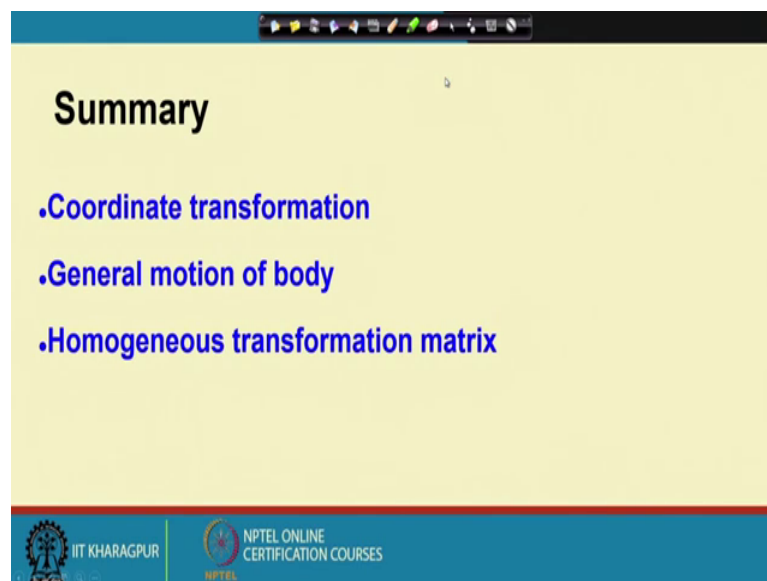 Summary
•Coordinate transformation
•General motion of body
•Homogeneous transformation matrix
IIT KHARAGPUR
NPTEL
NPTEL ONLINE
CERTIFICATION COURSES